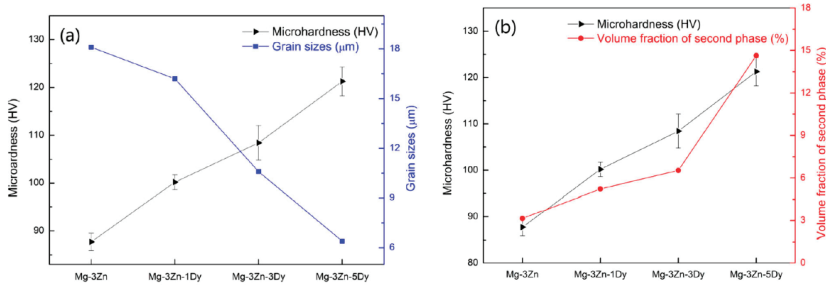 (a)
Microhardness (HV)
Grain sizes (μm)
130
120
110
100
90
Microardness (HV)
18
15
12
9
6
Grain sizes (μm)
Mg-3Zn
Mg-3Zn-1Dy
Mg-3Zn-3Dy
Mg-3Zn-5Dy
(b)
Microhardness (HV)
Volume fraction of second phase (%)
130
120
110
100
90
80
Microhardness (HV)
18
15
12
9
6
3
0
Volume fraction of second phase (%)
Mg-3Zn
Mg-3Zn-1Dy
Mg-3Zn-3Dy
Mg-3Zn-5Dy